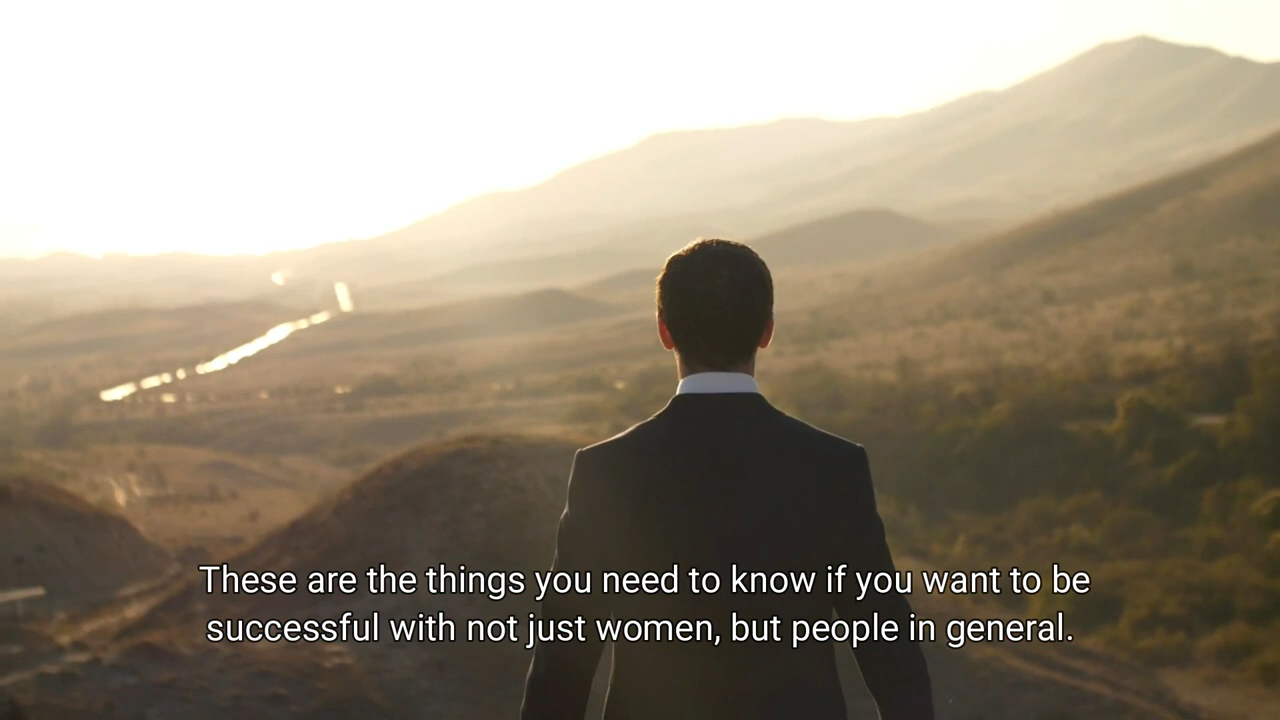 These are the things you need to know if you want to be
successful with not just women, but people in general.